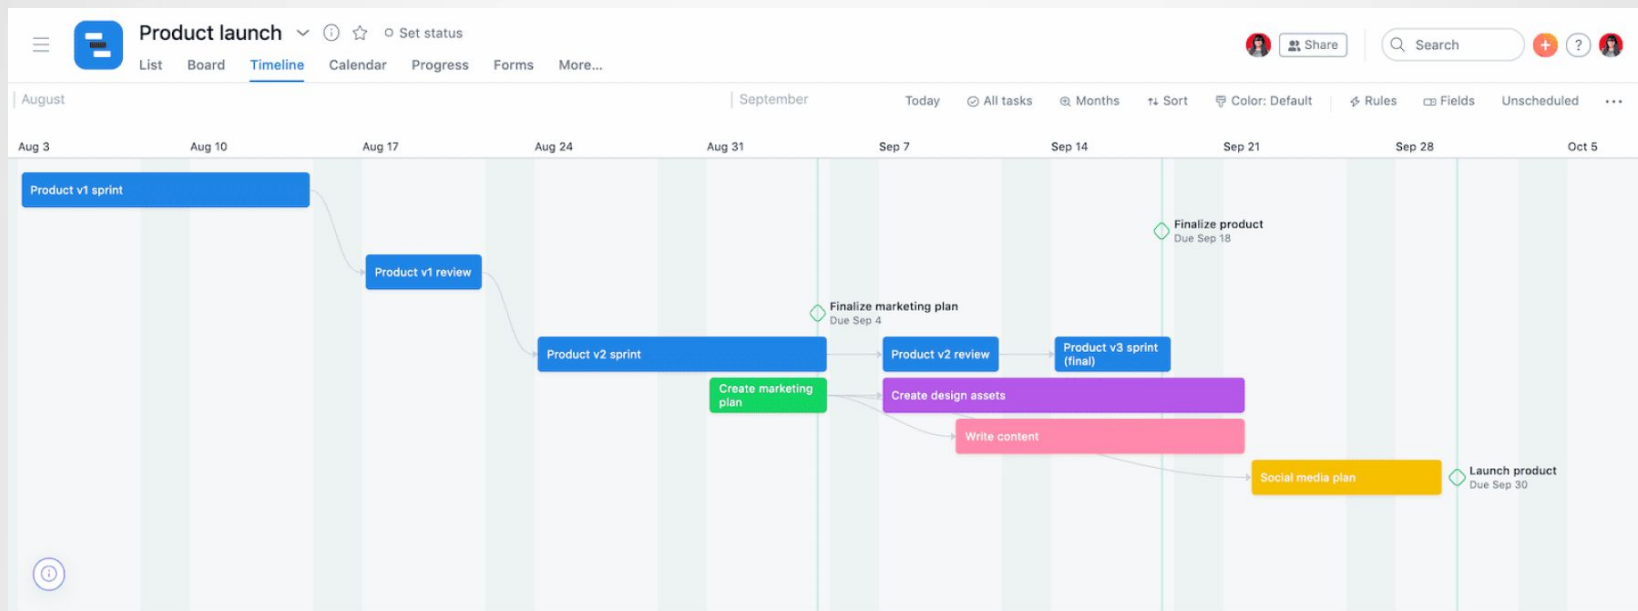 Product launch
Set status
Share
Search
+
?
List Board Timeline Calendar Progress Forms More...
August
September
Today All tasks Months Sort Color: Default Rules Fields Unscheduled
Aug 3 Aug 10 Aug 17 Aug 24 Aug 31 Sep 7 Sep 14 Sep 21 Sep 28 Oct 5
Product v1 sprint
Finalize product
Due Sep 18
Product v1 review
Finalize marketing plan
Due Sep 4
Product v2 sprint
Product v2 review
Product v3 sprint
(final)
Create marketing
plan
Create design assets
Write content
Social media plan
Launch product
Due Sep 30